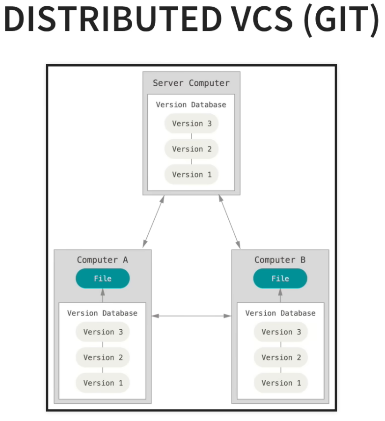 DISTRIBUTED VCS (GIT)
Server Computer
Version Database
Version 3
Version 2
Version 1
Computer A
File
Version Database
Version 3
Version 2
Version 1
Computer B
File
Version Database
Version 3
Version 2
Version 1